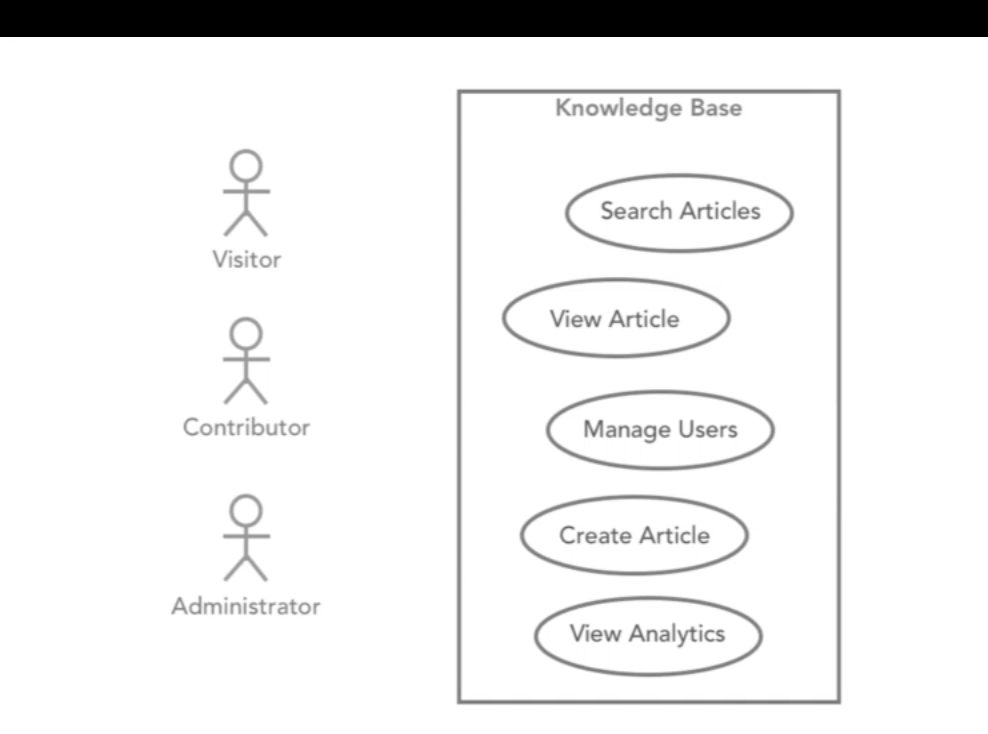 Knowledge Base
Visitor
Search Articles
View Article
Contributor
Manage Users
Create Article
Administrator
View Analytics